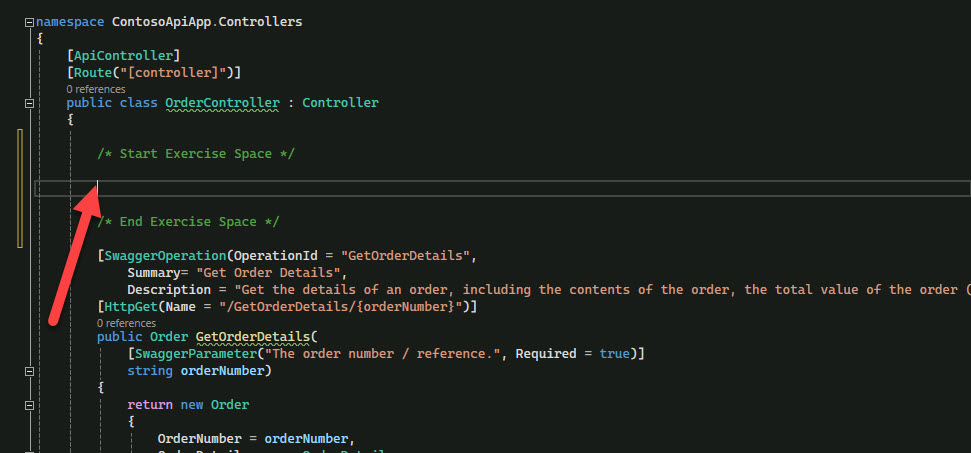 namespace ContosoApiApp.Controllers
{
[ApiController]
[Route("[controller]")]
0 references
public class OrderController : Controller
{
/* Start Exercise Space */
/* End Exercise Space */
[SwaggerOperation(OperationId = "GetOrderDetails",
Summary= "Get Order Details",
Description = "Get the details of an order, including the contents of the order, the total value of the order (
[HttpGet(Name = "/GetOrderDetails/{orderNumber}")]
0 references
public Order GetOrderDetails(
[SwaggerParameter("The order number / reference.", Required = true)]
string orderNumber)
{
return new Order
{
OrderNumber = orderNumber,